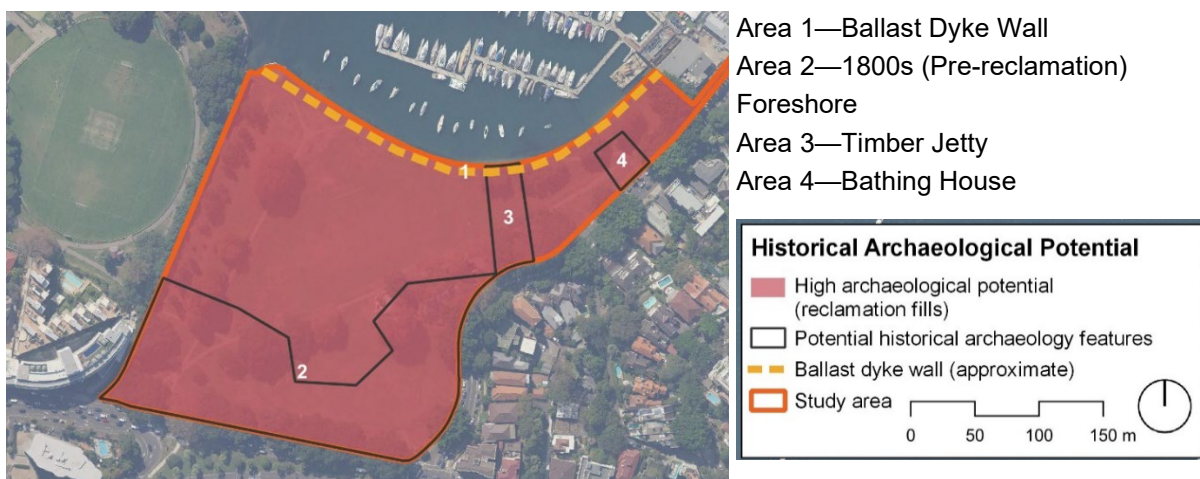 Area 1—Ballast Dyke Wall
Area 2—1800s (Pre-reclamation)
Foreshore
Area 3—Timber Jetty
Area 4—Bathing House
1
2
3
4
Historical Archaeological Potential
High archaeological potential
(reclamation fills)
Potential historical archaeology features
Ballast dyke wall (approximate)
Study area
0 50 100 150 m